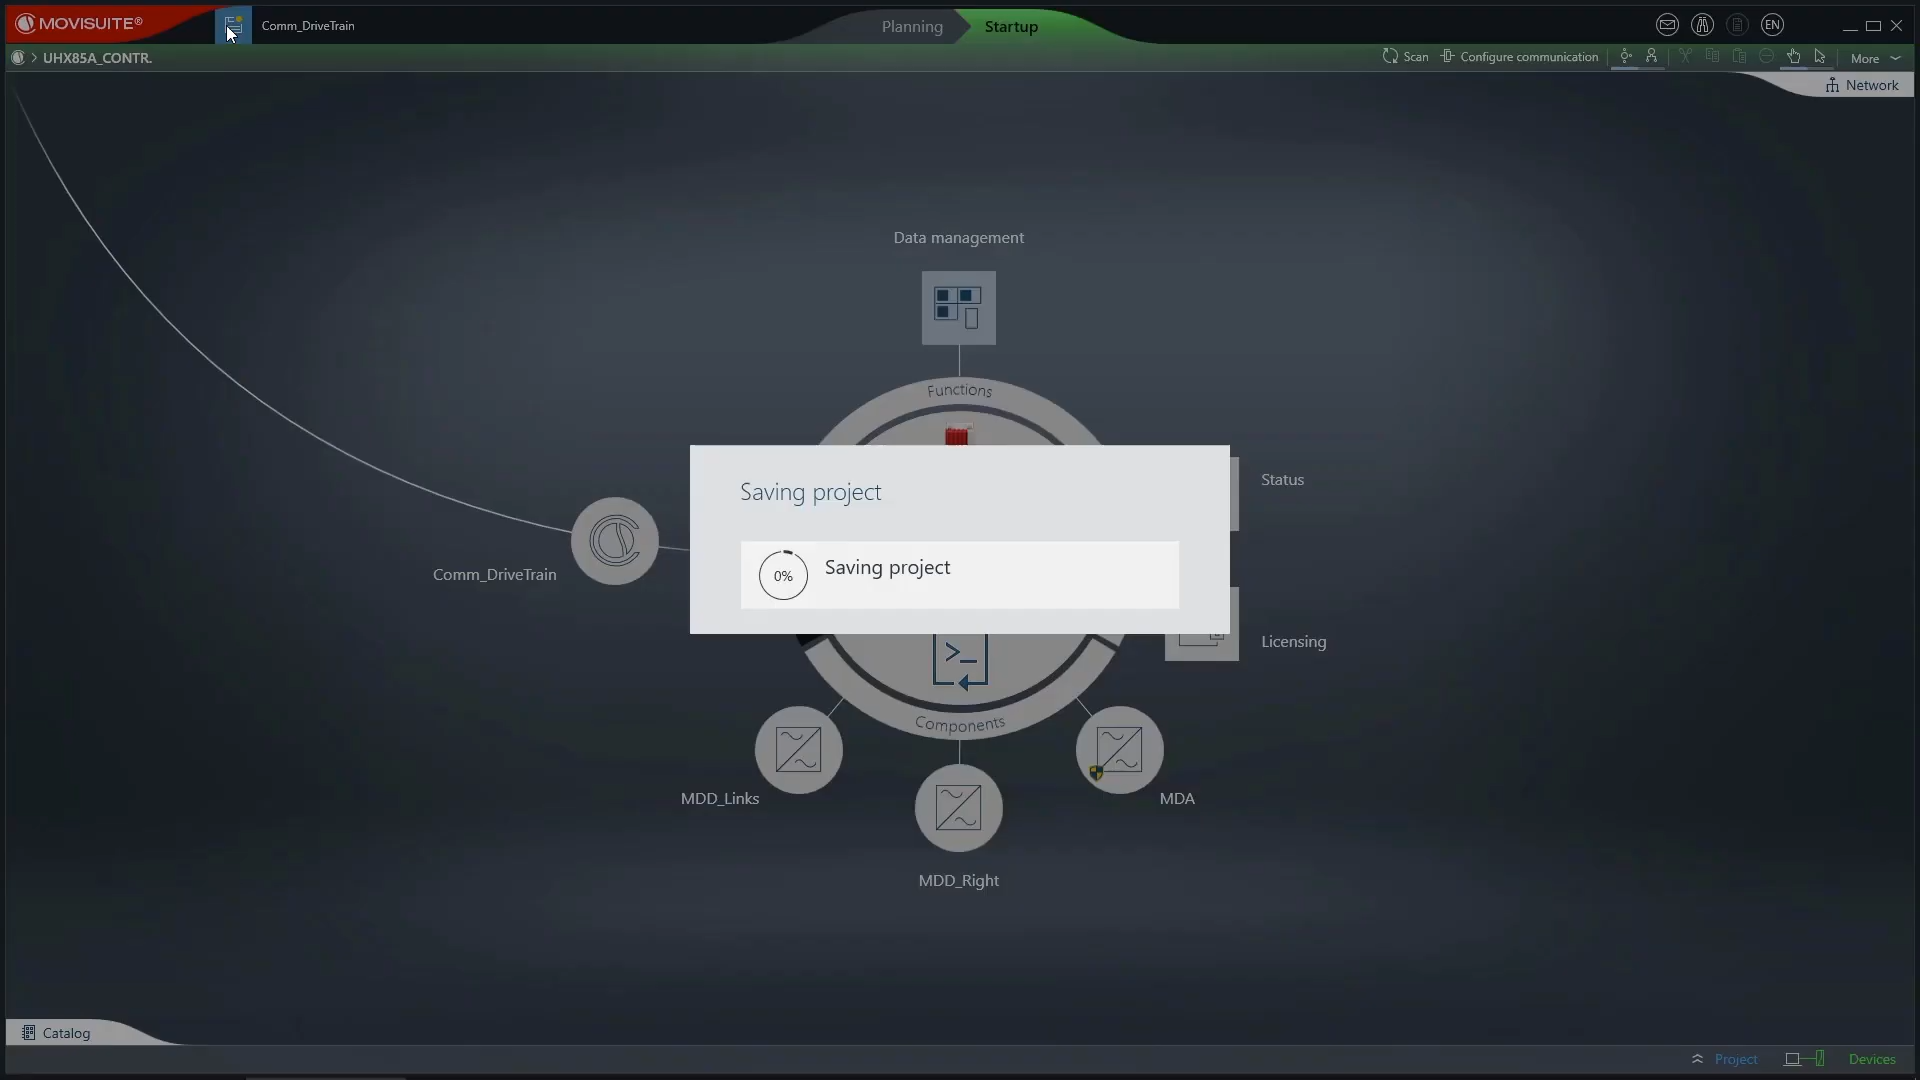 MOVISUITE®
Comm_DriveTrain
Planning
Startup
EN
UHX85A_CONTR.
Scan
Configure communication
More
Network
Data management
Functions
Status
Saving project
0%
Saving project
Comm_DriveTrain
Licensing
Components
MDD_Links
MDA
MDD_Right
Catalog
Project
Devices